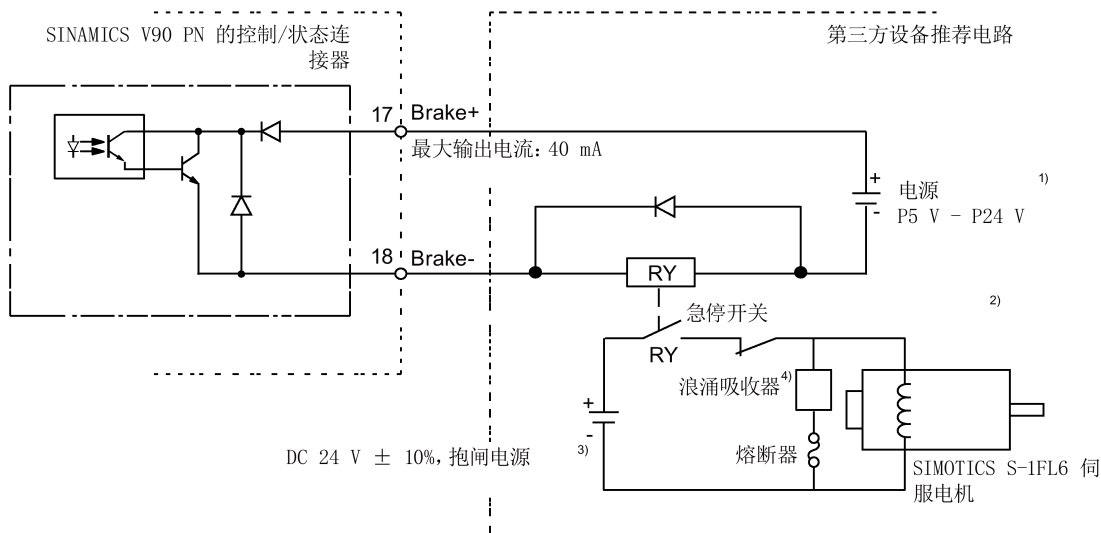 SINAMICS V90 PN 的控制/状态连
接器
第三方设备推荐电路
17 Brake+
最大输出电流: 40 mA
+
-
电源
P5 V - P24 V
1)
18 Brake-
RY
2)
急停开关
RY
浪涌吸收器4)
+
-
3)
DC 24 V ± 10%, 抱闸电源
熔断器
SIMOTICS S-1FL6 伺
服电机